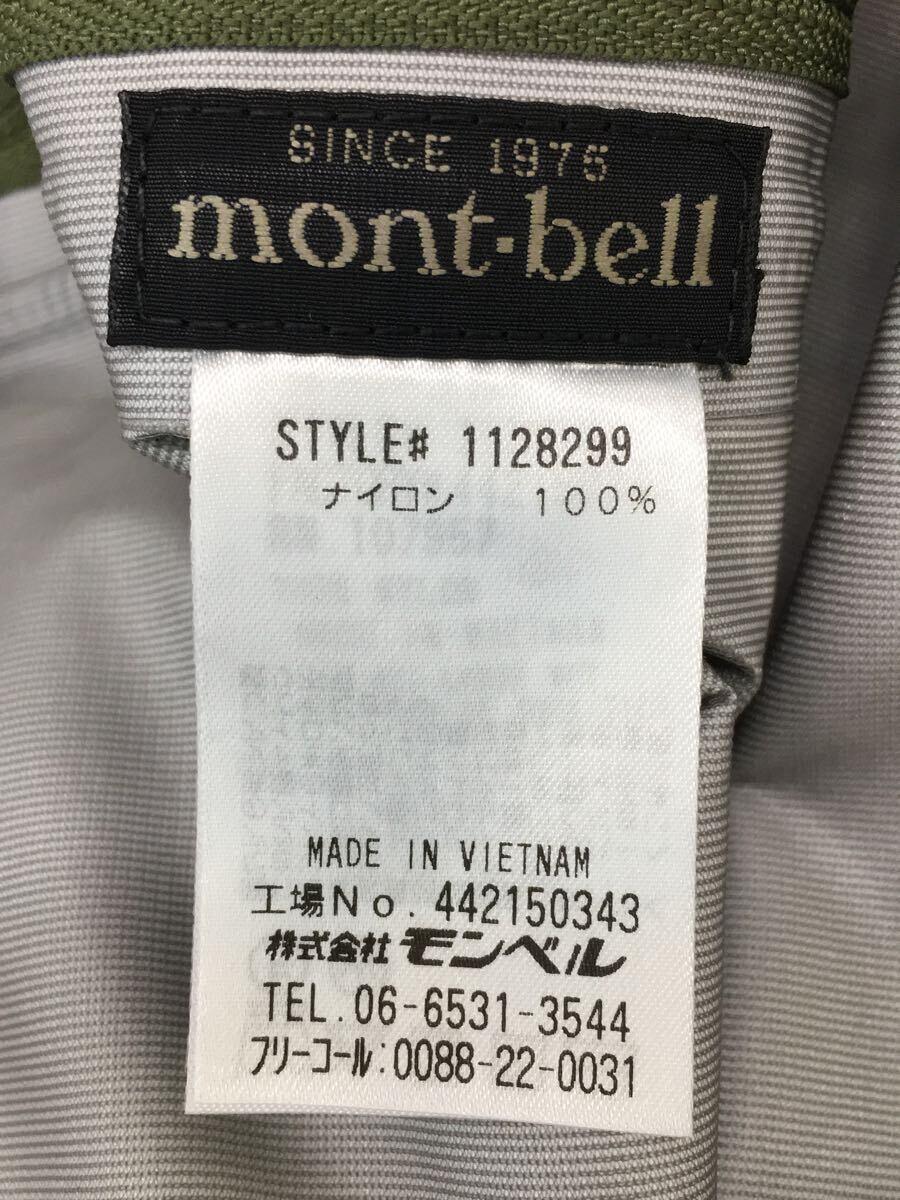 SINCE 1975
mont·bell
STYLE# 1128299
ナイロン 100%
MADE IN VIETNAM
工場No. 442150343
株式会社 モンベル
TEL. 06-6531-3544
フリーコール:0088-22-0031